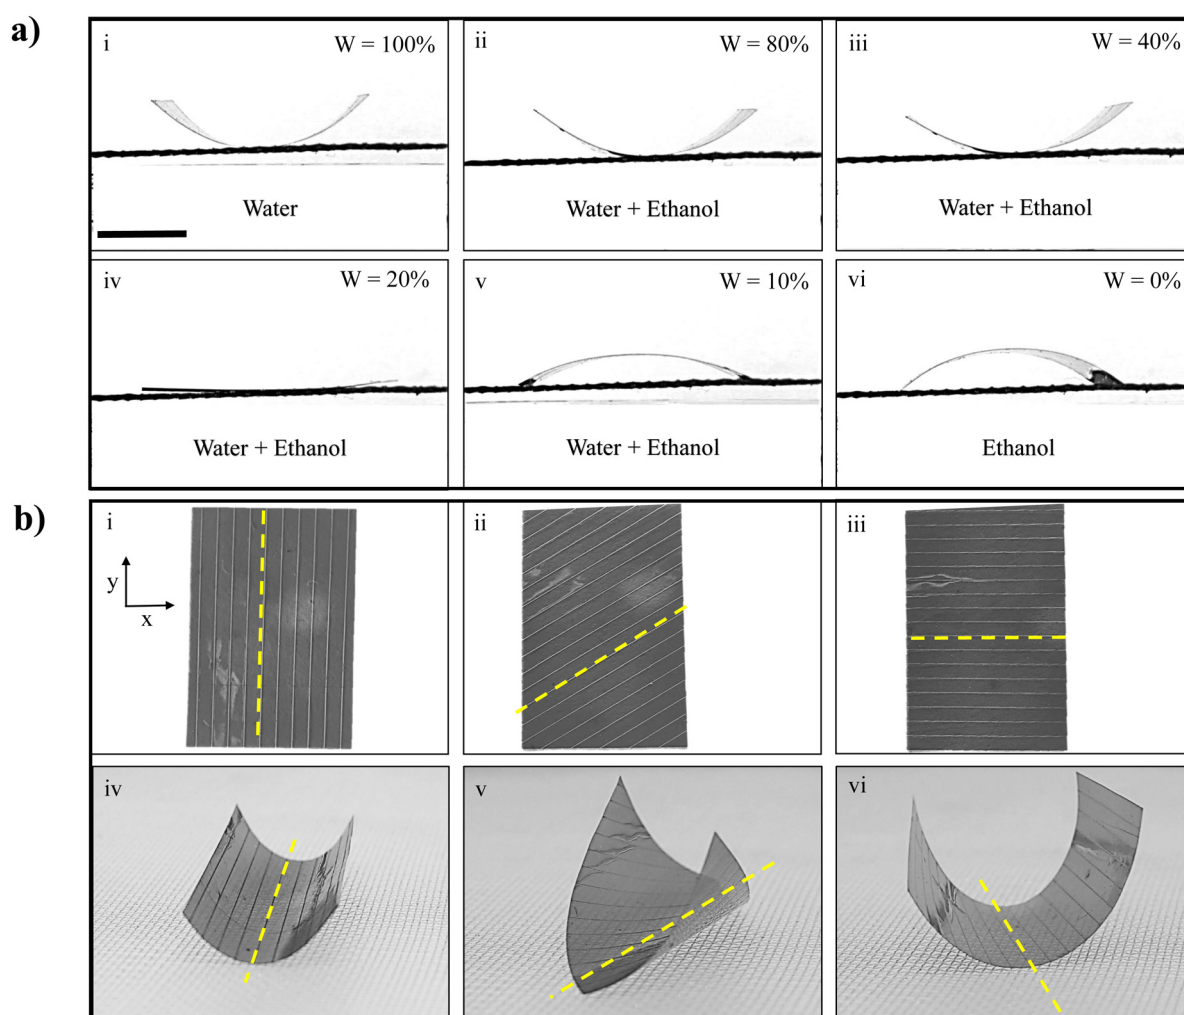 a)
i
W = 100%
Water
ii
W = 80%
Water + Ethanol
iii
W = 40%
Water + Ethanol
iv
W = 20%
Water + Ethanol
v
W = 10%
Water + Ethanol
vi
W = 0%
Ethanol
b)
i
y
x
ii
iii
iv
v
vi